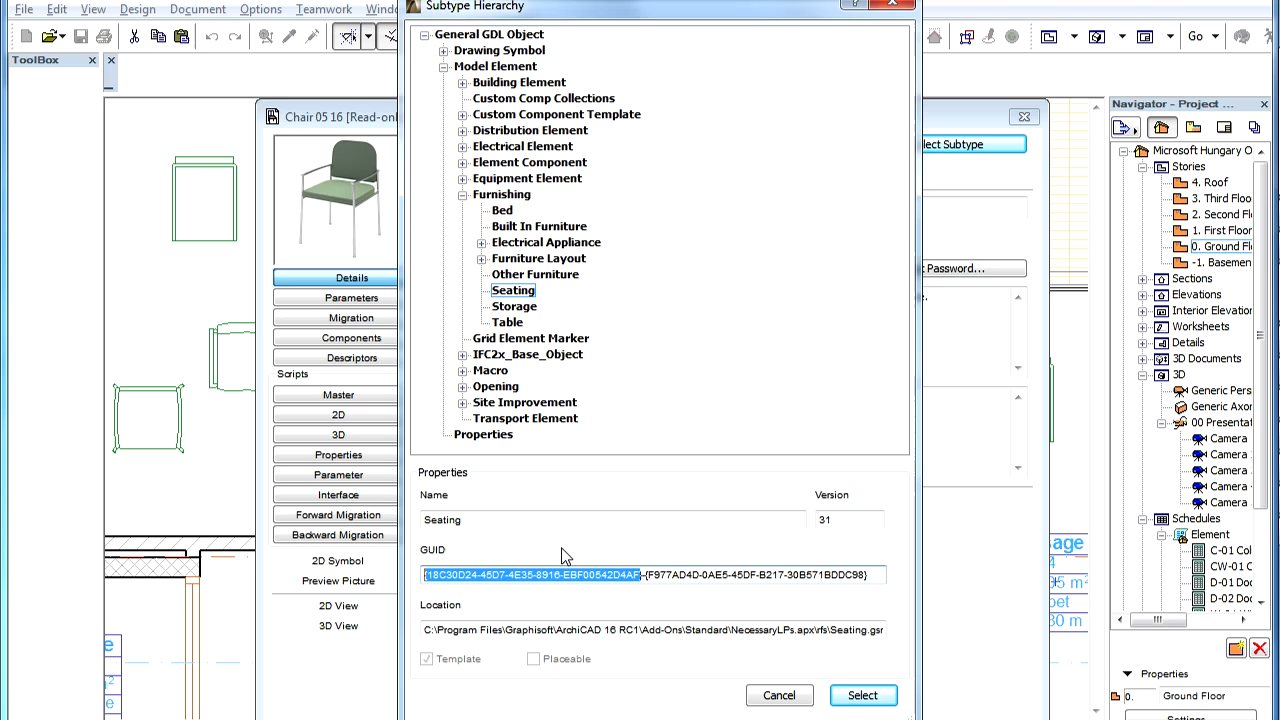 Subtype Hierarchy
File Edit View Design Document Options Teamwork Windo
Go
ToolBox
Chair 05 16 [Read-on
Details
Parameters
Migration
Components
Descriptors
Scripts
Master
2D
3D
Properties
Parameter
Interface
Forward Migration
Backward Migration
2D Symbol
Preview Picture
2D View
3D View
General GDL Object
Drawing Symbol
Model Element
Building Element
Custom Comp Collections
Custom Component Template
Distribution Element
Electrical Element
Element Component
Equipment Element
Furnishing
Bed
Built In Furniture
Electrical Appliance
Furniture Layout
Other Furniture
Seating
Storage
Table
Grid Element Marker
IFC2x_Base_Object
Macro
Opening
Site Improvement
Transport Element
Properties
Properties
Name
Version
Seating
31
GUID
{18C30D24-45D7-4E35-8916-EBF00542D4AF}-{F977AD4D-0AE5-45DF-B217-30B571BDDC98}
Location
C:\Program Files\Graphisoft\ArchiCAD 16 RC1\Add-Ons\Standard\NecessaryLPs.apx\rfs\Seating.gsr
Template
Placeable
Cancel
Select
lect Subtype
t Password...
Navigator - Project ...
Microsoft Hungary O
Stories
4. Roof
3. Third Floo
2. Second Fl
1. First Floor
0. Ground Fl
-1. Basemen
Sections
Elevations
Interior Elevatio
Worksheets
Details
3D Documents
3D
Generic Pers
Generic Axon
00 Presentat
Camera
Camera
Camera
Camera
Camera
Schedules
Element
C-01 Col
CW-01 C
D-01 Doo
D-02 Doo
Properties
0.
Ground Floor
Settings...